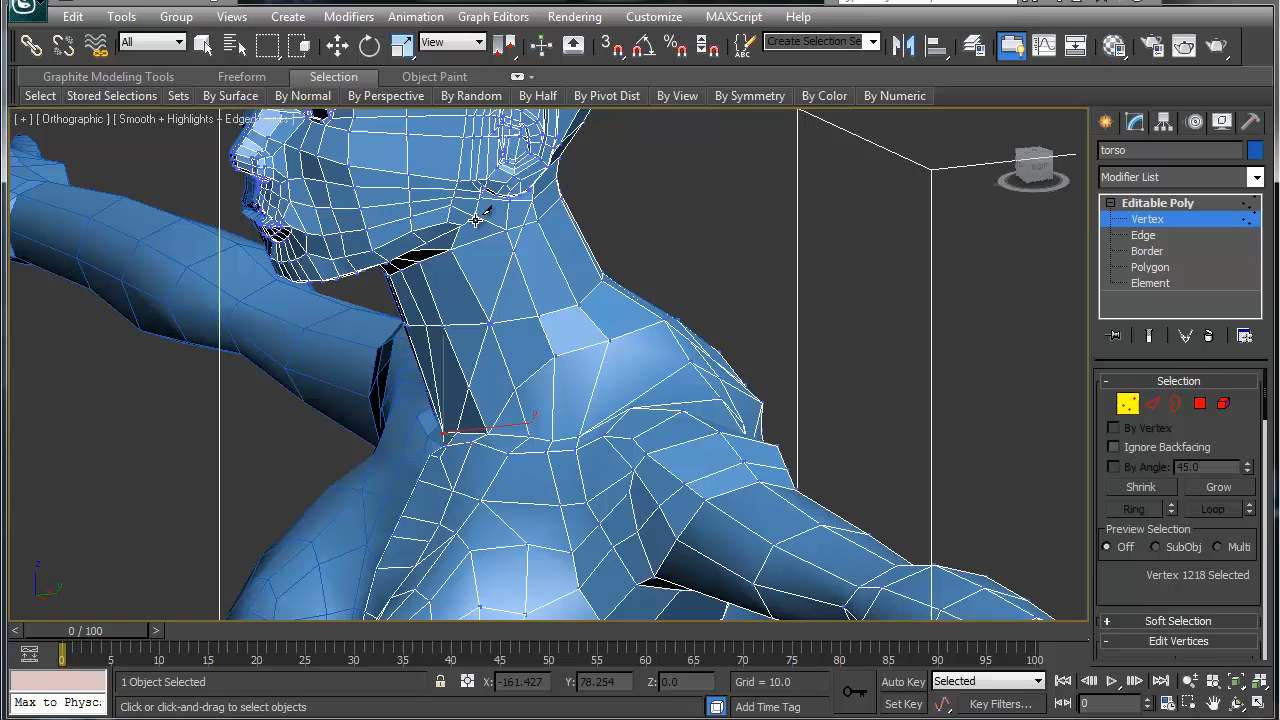 Edit Tools Group Views Create Modifiers Animation Graph Editors Rendering Customize MAXScript Help
All View 3 % ABC Create Selection Se
Graphite Modeling Tools Freeform Selection Object Paint
Select Stored Selections Sets By Surface By Normal By Perspective By Random By Half By Pivot Dist By View By Symmetry By Color By Numeric
[ + ] [ Orthographic ] [ Smooth + Highlights + Edged
torso
Modifier List
Editable Poly
Vertex
Edge
Border
Polygon
Element
- Selection
By Vertex
Ignore Backfacing
By Angle: 45.0
Shrink Grow
Ring Loop
Preview Selection
Off SubObj Multi
Vertex 1218 Selected
+ Soft Selection
- Edit Vertices
y
z
y
< 0 / 100 >
0 5 10 15 20 25 30 35 40 45 50 55 60 65 70 75 80 85 90 95 100
1 Object Selected X: -161.427 Y: 78.254 Z: 0.0 Grid = 10.0 Auto Key Selected
Max to Physc Click or click-and-drag to select objects Add Time Tag Set Key Key Filters... 0